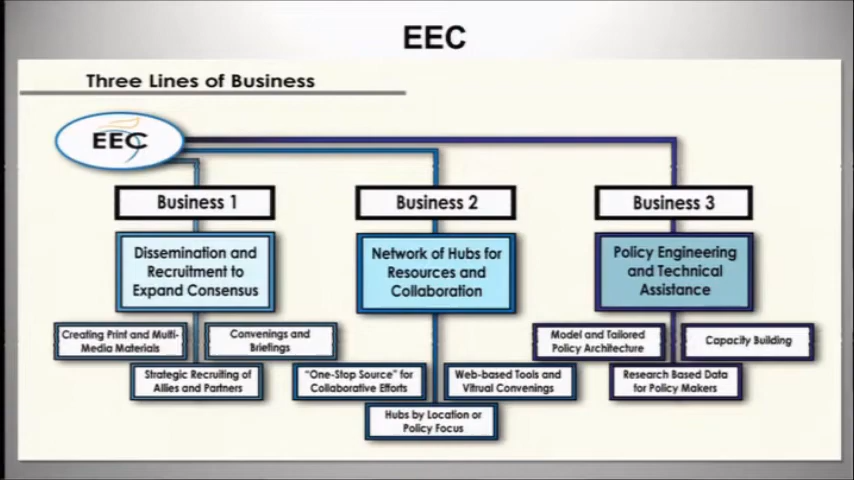 EEC
Three Lines of Business
EEC
Business 1
Business 2
Business 3
Dissemination and
Recruitment to
Expand Consensus
Network of Hubs for
Resources and
Collaboration
Policy Engineering
and Technical
Assistance
Creating Print and Multi-
Media Materials
Convenings and
Briefings
Strategic Recruiting of
Allies and Partners
"One-Stop Source" for
Collaborative Efforts
Web-based Tools and
Vitrual Convenings
Hubs by Location or
Policy Focus
Model and Tailored
Policy Architecture
Capacity Building
Research Based Data
for Policy Makers